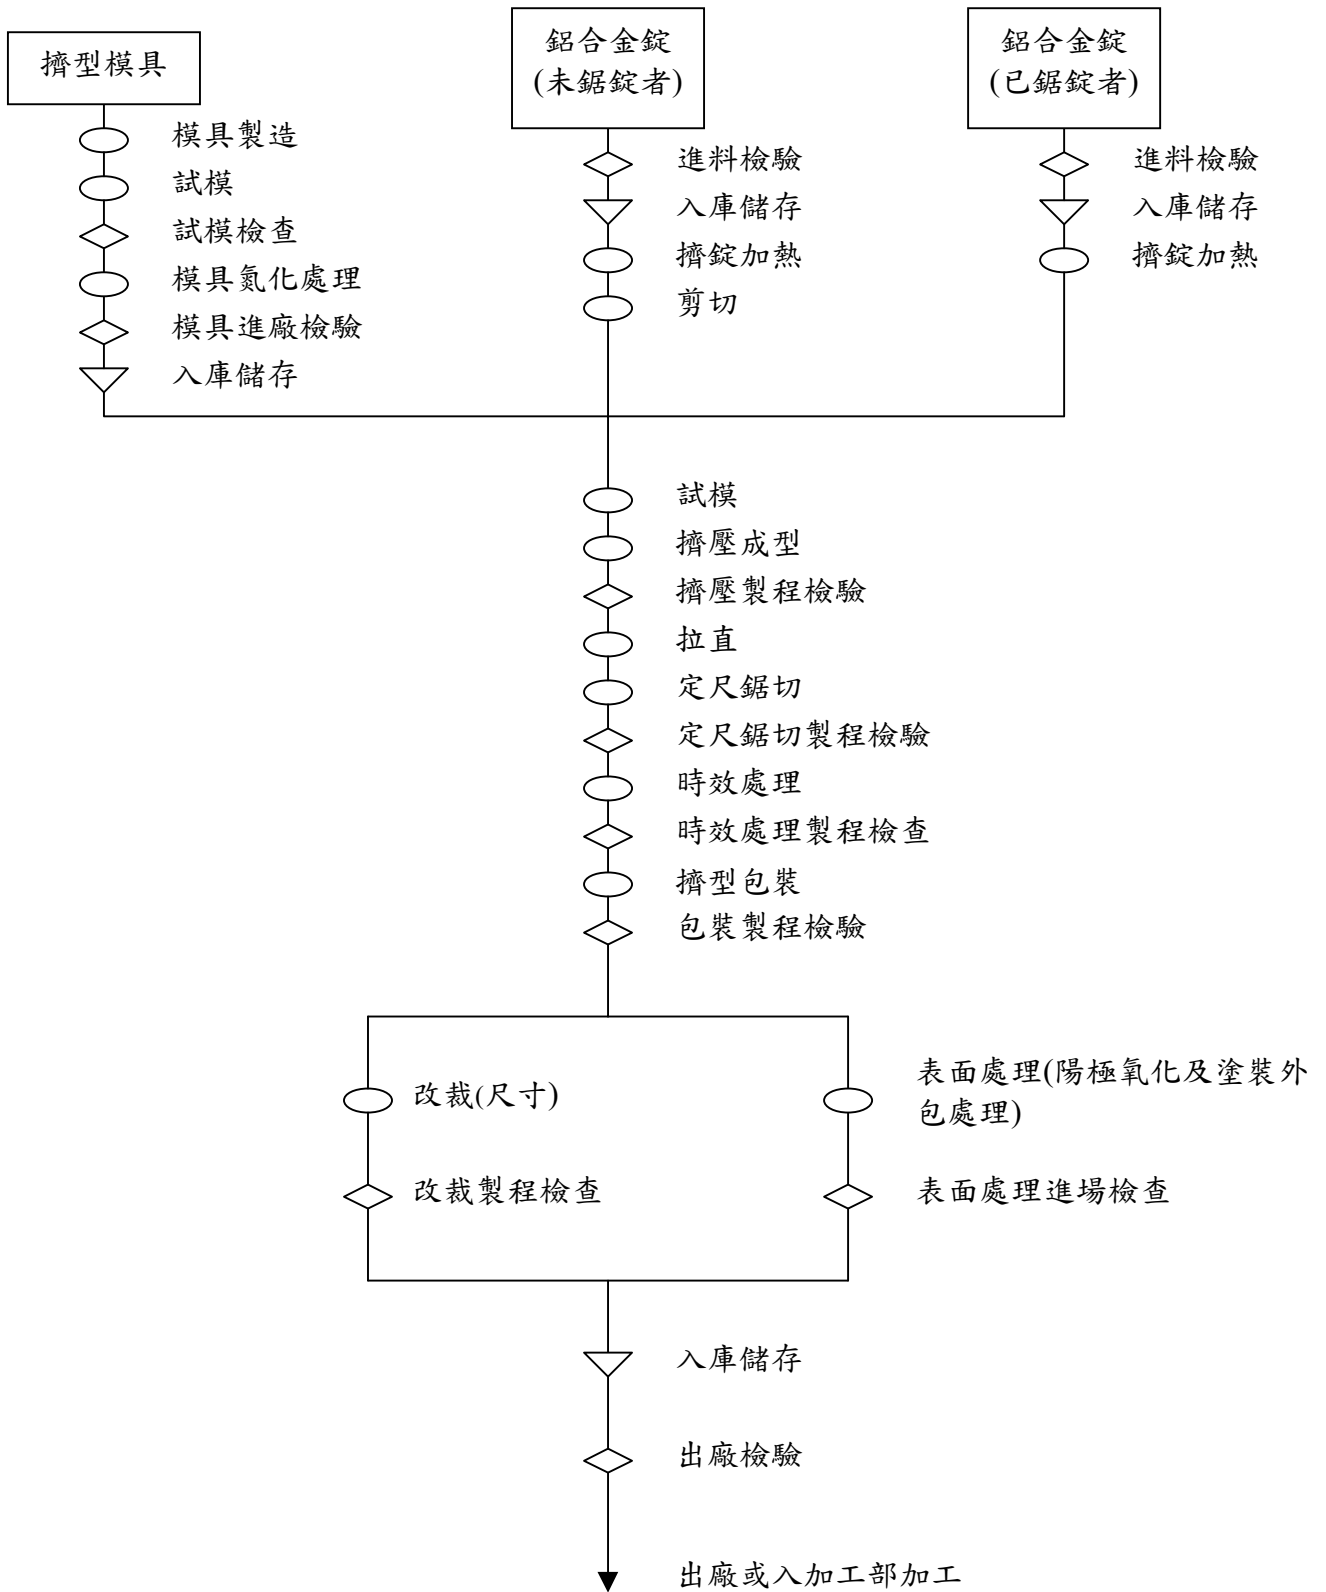 擠型模具
模具製造
試模
試模檢查
模具氮化處理
模具進廠檢驗
入庫儲存
鋁合金錠
(未鋸錠者)
進料檢驗
入庫儲存
擠錠加熱
剪切
鋁合金錠
(已鋸錠者)
進料檢驗
入庫儲存
擠錠加熱
試模
擠壓成型
擠壓製程檢驗
拉直
定尺鋸切
定尺鋸切製程檢驗
時效處理
時效處理製程檢查
擠型包裝
包裝製程檢驗
改裁(尺寸)
改裁製程檢查
表面處理(陽極氧化及塗裝外
包處理)
表面處理進場檢查
入庫儲存
出廠檢驗
出廠或入加工部加工